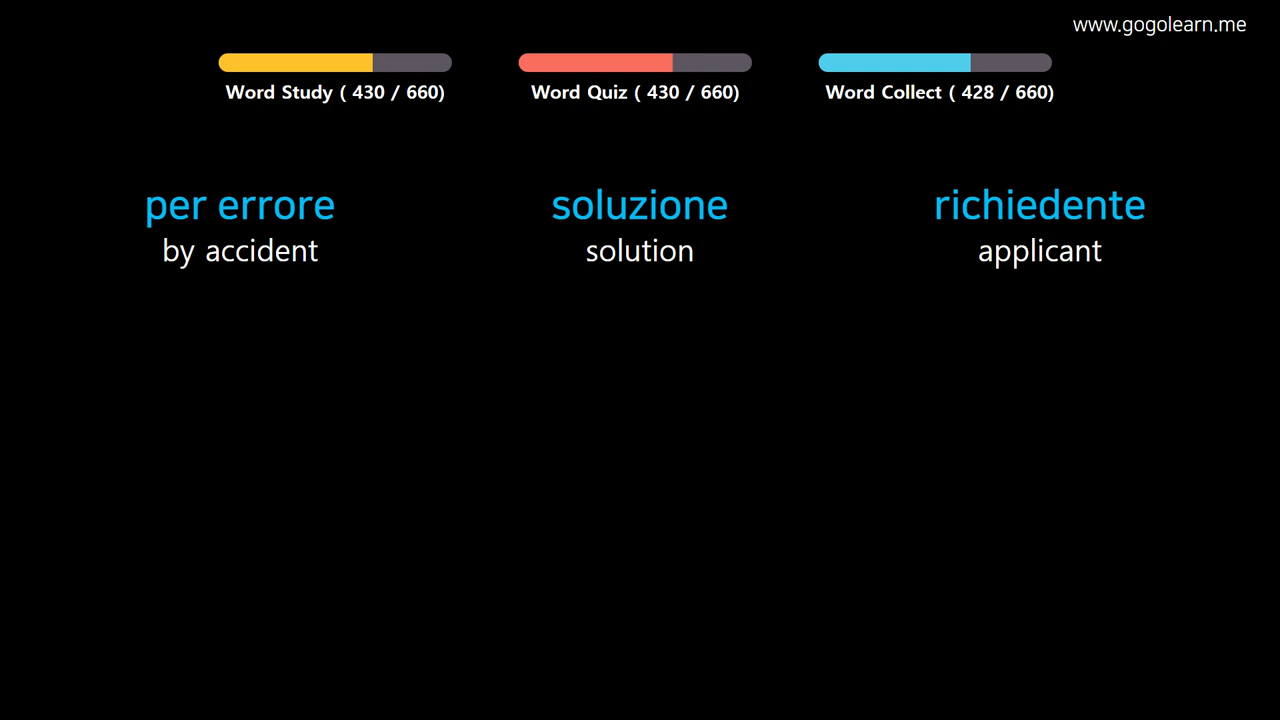 www.gogolearn.me
Word Study ( 430 / 660)
Word Quiz ( 430 / 660)
Word Collect ( 428 / 660)
per errore
by accident
soluzione
solution
richiedente
applicant